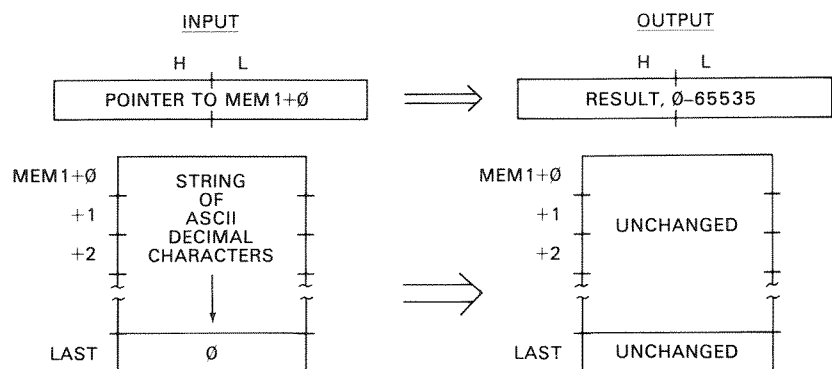 INPUT
H L
POINTER TO MEM1+Ø
MEM1+Ø
+1
+2
STRING
OF
ASCII
DECIMAL
CHARACTERS
LAST
Ø
OUTPUT
H L
RESULT, Ø–65535
MEM1+Ø
+1
+2
UNCHANGED
LAST
UNCHANGED